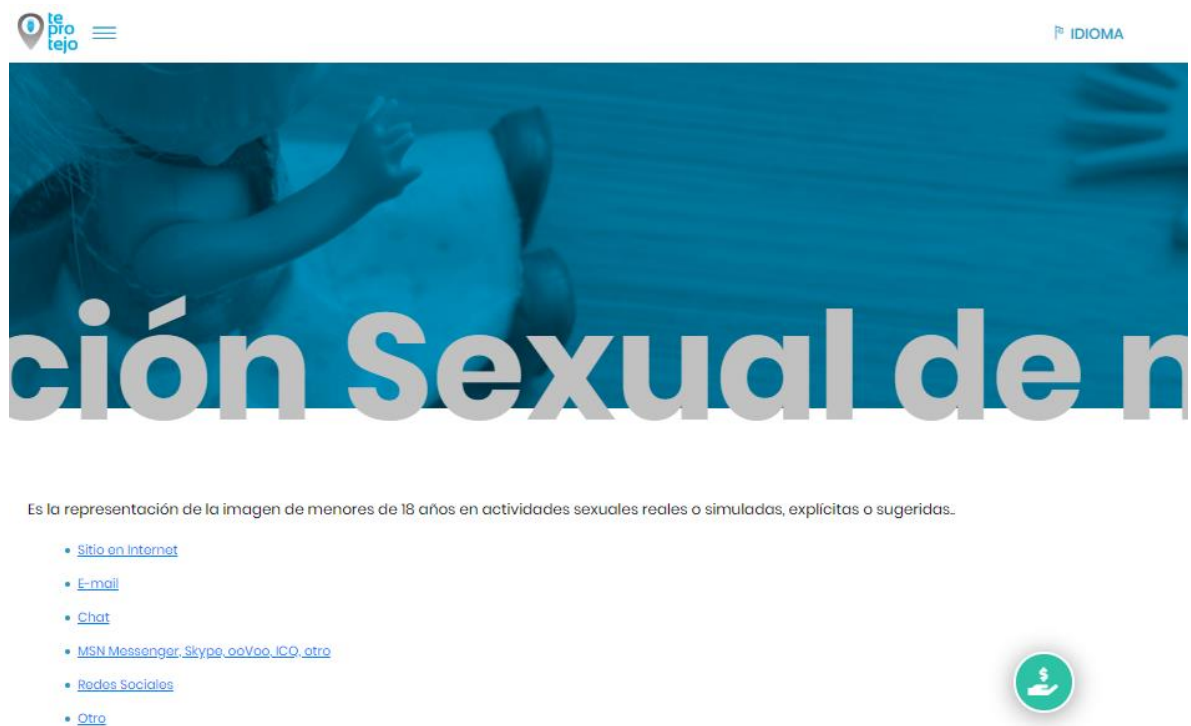 te
pro
tejo
IDIOMA
ción Sexual de
Es la representación de la imagen de menores de 18 años en actividades sexuales reales o simuladas, explícitas o sugeridas..
Sitio en Internet
E-mail
Chat
MSN Messenger, Skype, ooVoo, ICQ, otro
Redes Sociales
Otro
$